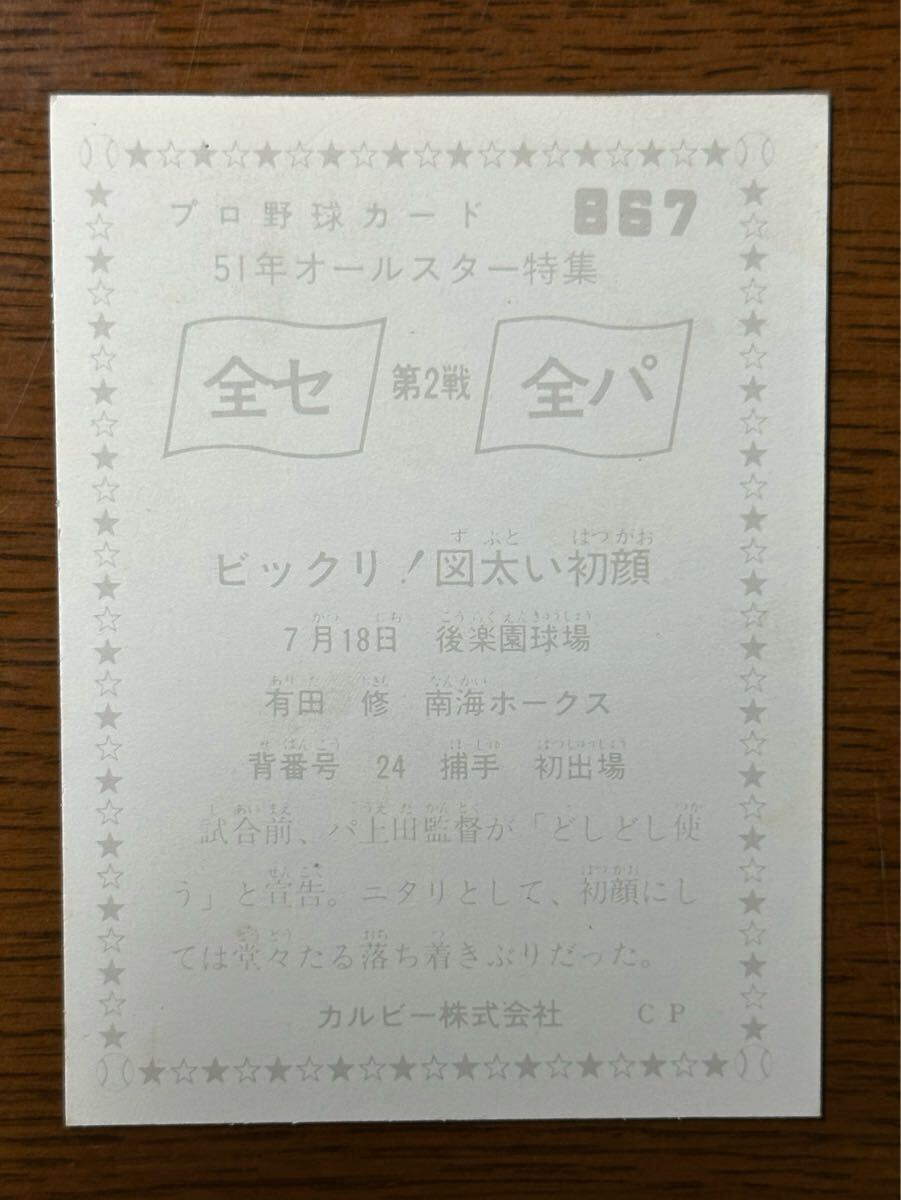 プロ野球カード 867
51年オールスター特集
全セ 第2戦 全パ
ビックリ!図太い初顔
7月18日 後楽園球場
有田 修 南海ホークス
背番号 24 捕手 初出場
試合前、パ上田監督が「どしどし使
う」と宣告。ニタリとして、初顔にし
ては堂々たる落ち着きぶりだった。
カルビー株式会社 CP